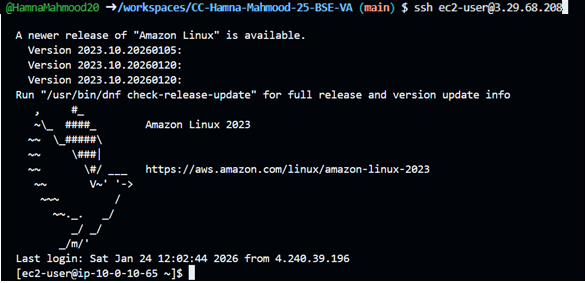 @HamnaMahmood20 ➜/workspaces/CC-Hamna-Mahmood-25-BSE-VA (main) $ ssh ec2-user@3.29.68.208
A newer release of "Amazon Linux" is available.
  Version 2023.10.20260105:
  Version 2023.10.20260120:
  Version 2023.10.20260120:
Run "/usr/bin/dnf check-release-update" for full release and version update info
   ,     #_
   ~\_  ####_        Amazon Linux 2023
  ~~  \_#####\
  ~~     \###|
  ~~       \#/ ___   https://aws.amazon.com/linux/amazon-linux-2023
   ~~       V~' '->
    ~~~         /
      ~~._.   _/
         _/ _/
       _/m/'
Last login: Sat Jan 24 12:02:44 2026 from 4.240.39.196
[ec2-user@ip-10-0-10-65 ~]$